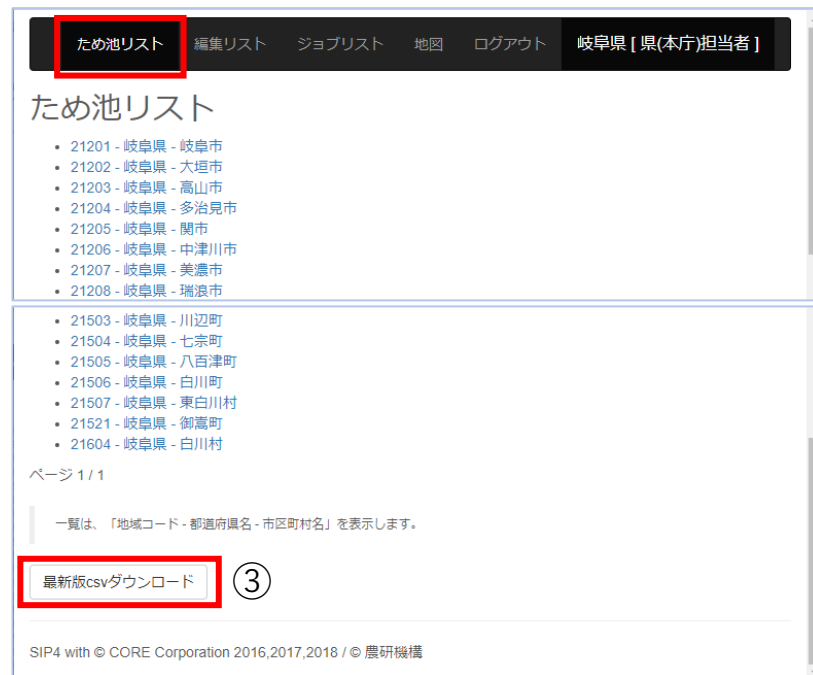 ため池リスト 編集リスト ジョブリスト 地図 ログアウト 岐阜県 [ 県(本庁)担当者 ]
ため池リスト
• 21201 - 岐阜県 - 岐阜市
• 21202 - 岐阜県 - 大垣市
• 21203 - 岐阜県 - 高山市
• 21204 - 岐阜県 - 多治見市
• 21205 - 岐阜県 - 関市
• 21206 - 岐阜県 - 中津川市
• 21207 - 岐阜県 - 美濃市
• 21208 - 岐阜県 - 瑞浪市
• 21503 - 岐阜県 - 川辺町
• 21504 - 岐阜県 - 七宗町
• 21505 - 岐阜県 - 八百津町
• 21506 - 岐阜県 - 白川町
• 21507 - 岐阜県 - 東白川村
• 21521 - 岐阜県 - 御嵩町
• 21604 - 岐阜県 - 白川村
ページ 1 / 1
一覧は、「地域コード - 都道府県名 - 市区町村名」を表示します。
最新版csvダウンロード ③
SIP4 with © CORE Corporation 2016,2017,2018 / © 農研機構